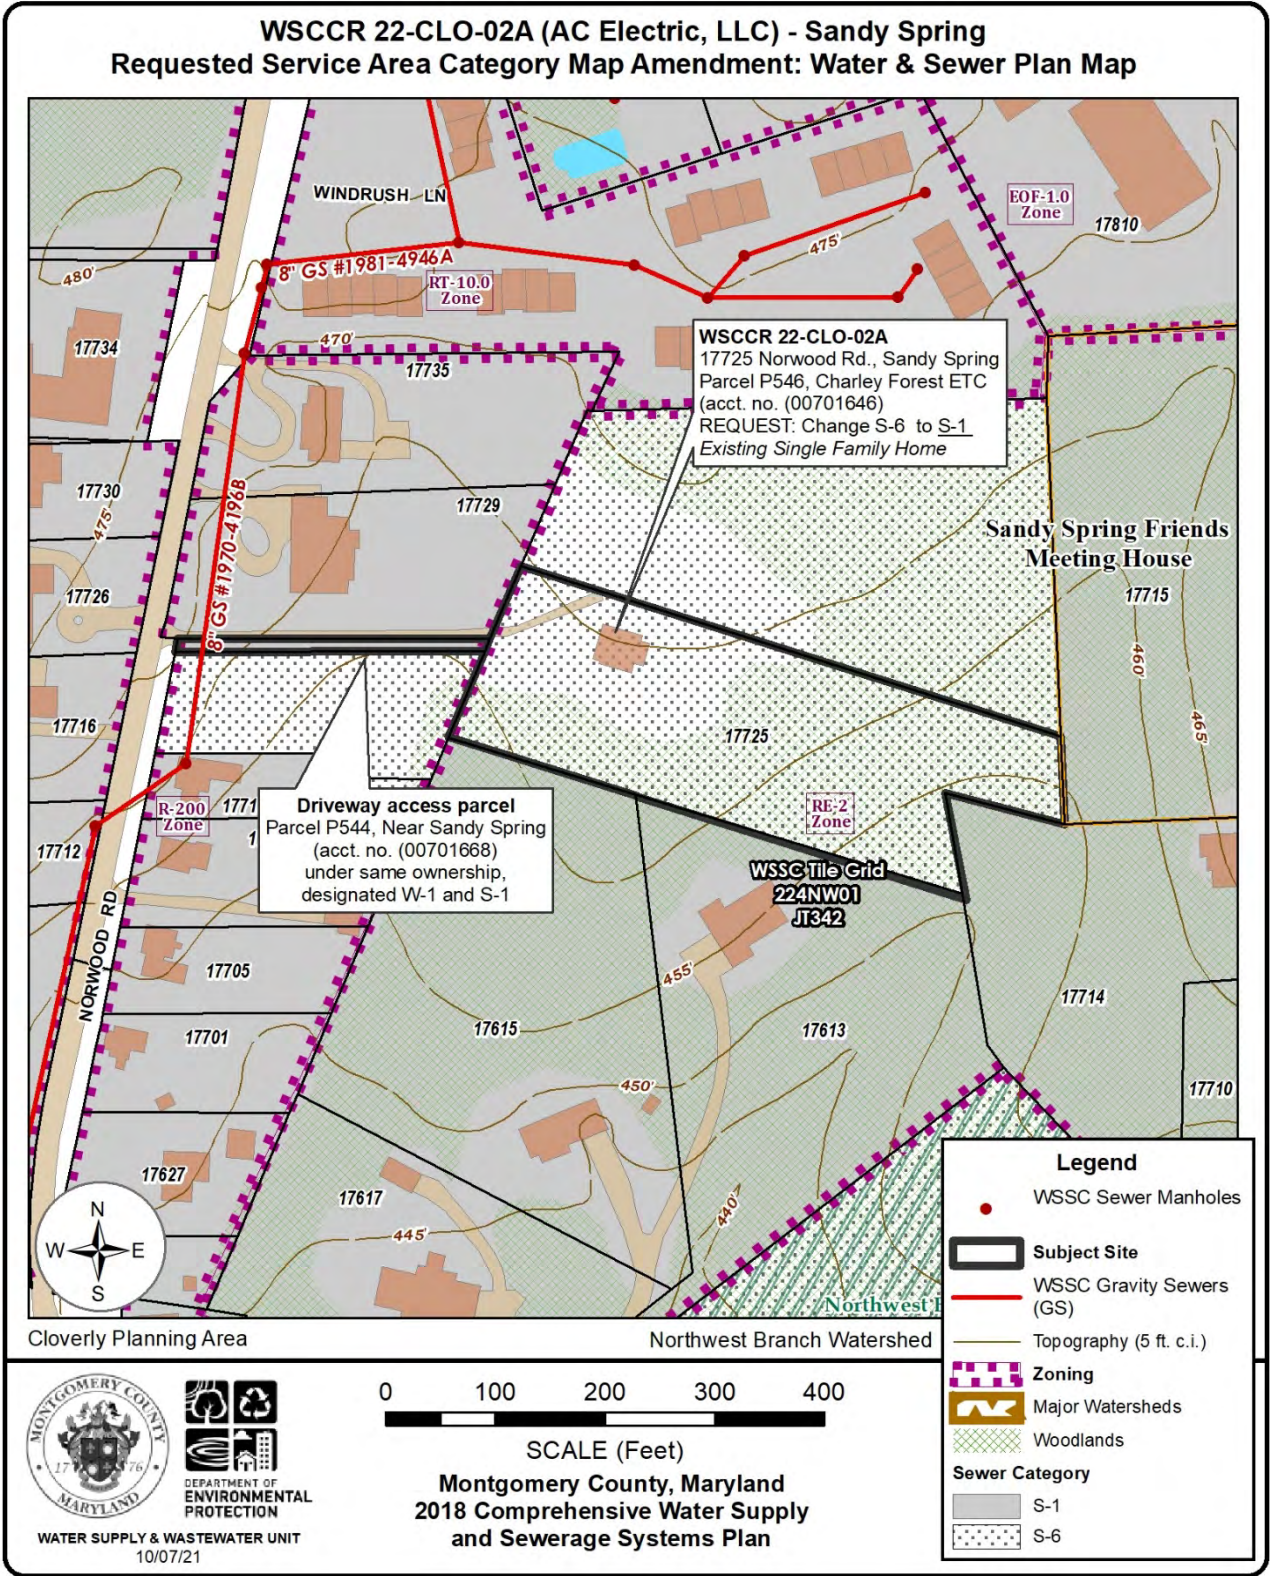 WSCCR 22-CLO-02A (AC Electric, LLC) - Sandy Spring
Requested Service Area Category Map Amendment: Water & Sewer Plan Map
WINDRUSH LN
EOF-1.0
Zone
17810
475'
480'
8" GS #1981-4946A
RT-10.0
Zone
470'
17734
17735
WSCCR 22-CLO-02A
17725 Norwood Rd., Sandy Spring
Parcel P546, Charley Forest ETC
(acct. no. (00701646)
REQUEST: Change S-6 to S-1
Existing Single Family Home
17730
475'
17729
8" GS #1970-4196B
Sandy Spring Friends
Meeting House
17726
17715
460'
465'
17716
17725
R-200
Zone
1771
1
17712
Driveway access parcel
Parcel P544, Near Sandy Spring
(acct. no. (00701668)
under same ownership,
designated W-1 and S-1
RE-2
Zone
WSSC Tile Grid
224NW01
JT342
NORWOOD RD
17705
455'
17714
17701
17615
17613
450'
17710
17627
17617
445'
440'
N
W E
S
Northwest
Cloverly Planning Area
Northwest Branch Watershed
Legend
WSSC Sewer Manholes
Subject Site
WSSC Gravity Sewers
(GS)
Topography (5 ft. c.i.)
Zoning
Major Watersheds
Woodlands
Sewer Category
S-1
S-6
MONTGOMERY COUNTY
17 76
MARYLAND
DEPARTMENT OF
ENVIRONMENTAL
PROTECTION
WATER SUPPLY & WASTEWATER UNIT
10/07/21
0 100 200 300 400
SCALE (Feet)
Montgomery County, Maryland
2018 Comprehensive Water Supply
and Sewerage Systems Plan